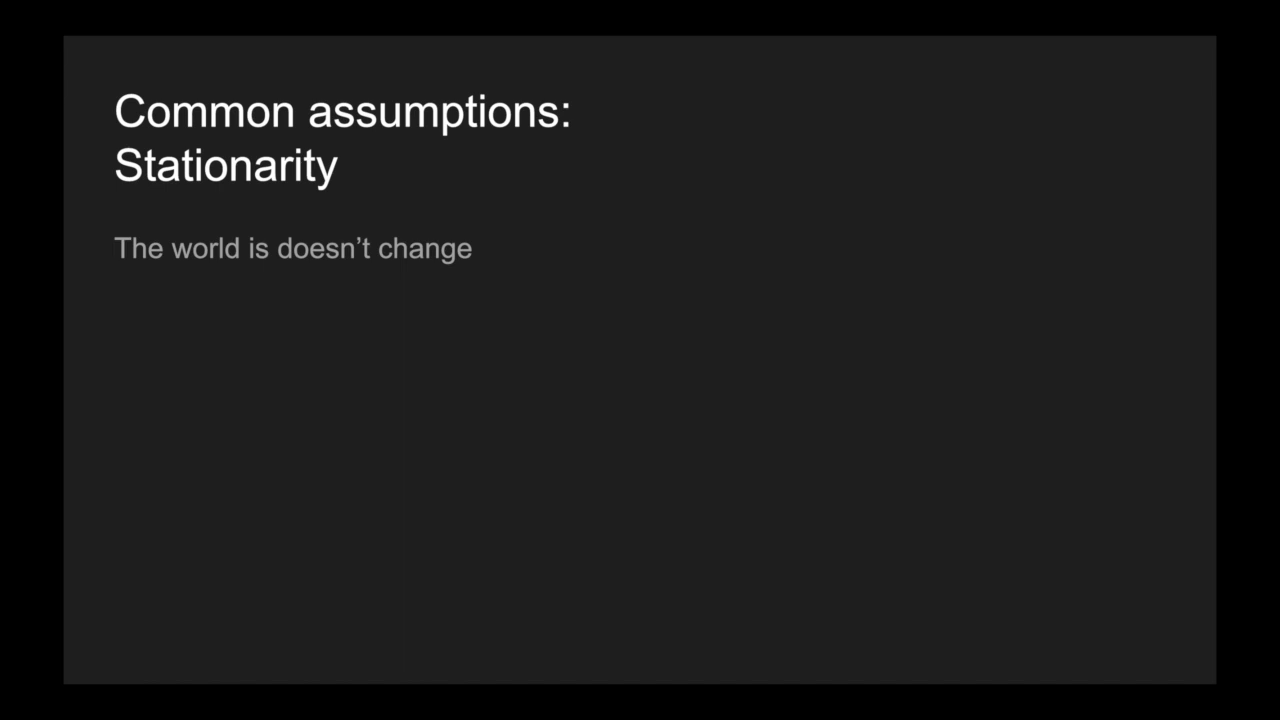 Common assumptions:
Stationarity
The world is doesn’t change